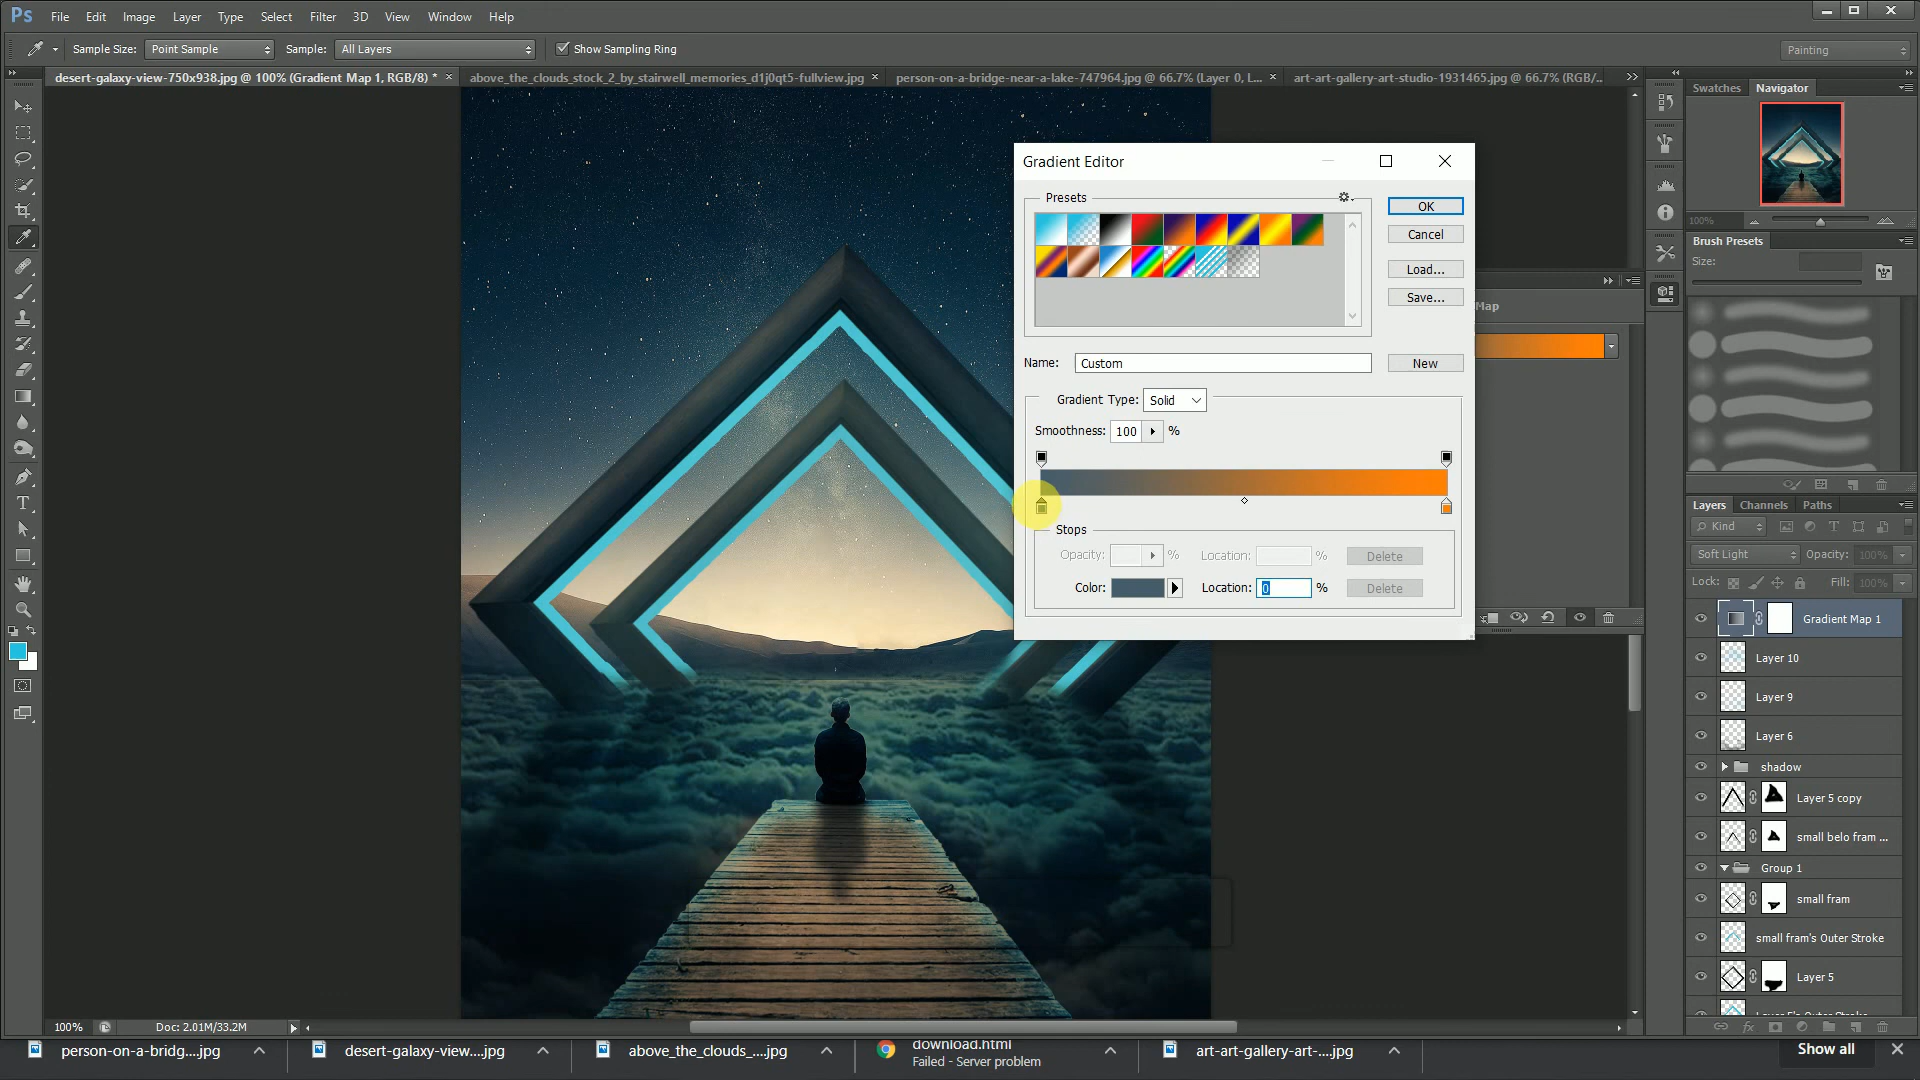 Ps File Edit Image Layer Type Select Filter 3D View Window Help
Sample Size: Point Sample Sample: All Layers Show Sampling Ring Painting
desert-galaxy-view-750x938.jpg @ 100% (Gradient Map 1, RGB/8) * × above_the_clouds_stock_2_by_stairwell_memories_d1j0qt5-fullview.jpg × person-on-a-bridge-near-a-lake-747964.jpg @ 66.7% (Layer 0, L... × art-art-gallery-art-studio-1931465.jpg @ 66.7% (RGB/...
Swatches Navigator
100%
Brush Presets
Size:
Gradient Editor
Presets
OK
Cancel
Load...
Save...
Map
Name: Custom New
Gradient Type: Solid
Smoothness: 100 %
Stops
Opacity: % Location: % Delete
Color: Location: 0 % Delete
Layers Channels Paths
Kind
Soft Light Opacity: 100%
Lock: Fill: 100%
Gradient Map 1
Layer 10
Layer 9
Layer 6
shadow
Layer 5 copy
small belo fram ...
Group 1
small fram
small fram's Outer Stroke
Layer 5
100% Doc: 2.01M/33.2M
person-on-a-bridg....jpg desert-galaxy-view....jpg above_the_clouds_....jpg download.html art-art-gallery-art-....jpg Show all
Failed - Server problem